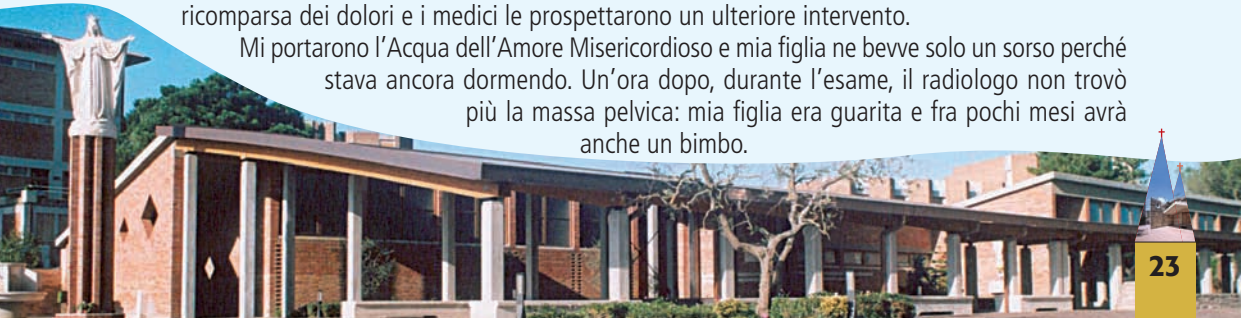 ricomparsa dei dolori e i medici le prospettarono un ulteriore intervento.
Mi portarono l’Acqua dell’Amore Misericordioso e mia figlia ne bevve solo un sorso perché
stava ancora dormendo. Un’ora dopo, durante l’esame, il radiologo non trovò
più la massa pelvica: mia figlia era guarita e fra pochi mesi avrà
anche un bimbo.
23